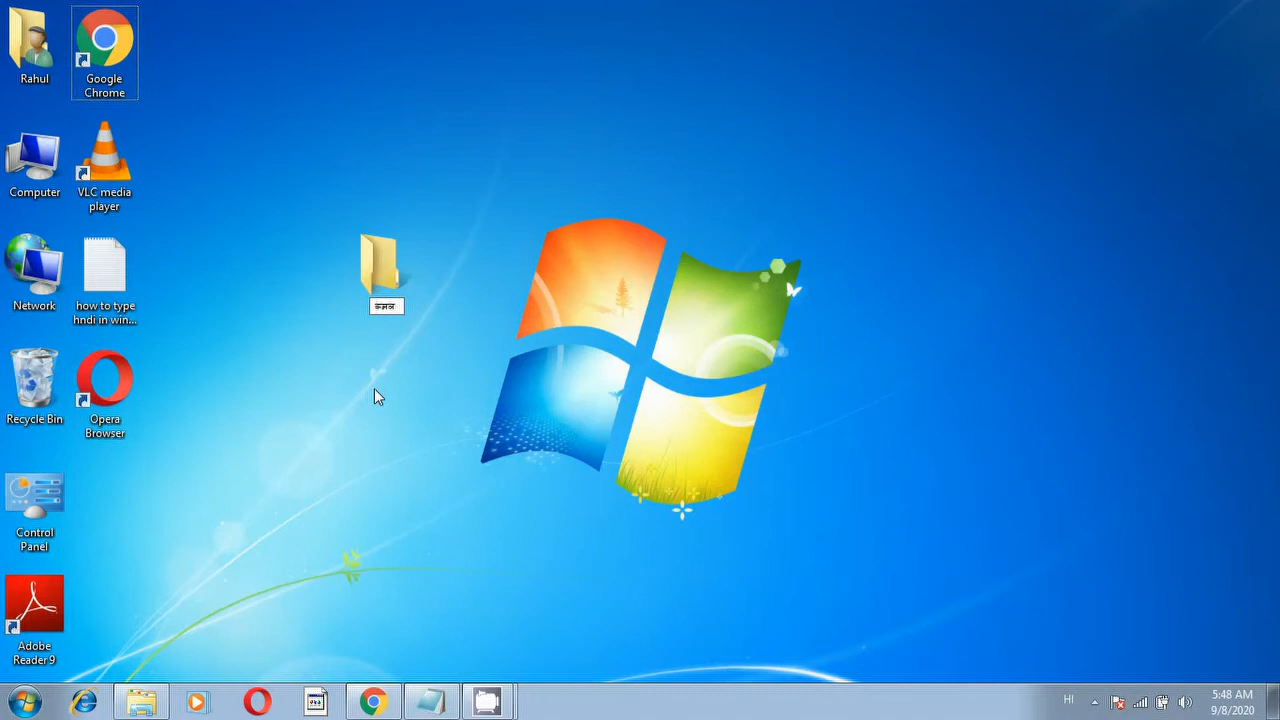 Rahul
Google
Chrome
Computer
VLC media
player
Network
how to type
hndi in win...
कमल
Recycle Bin
Opera
Browser
Control
Panel
Adobe
Reader 9
HI
5:48 AM
9/8/2020